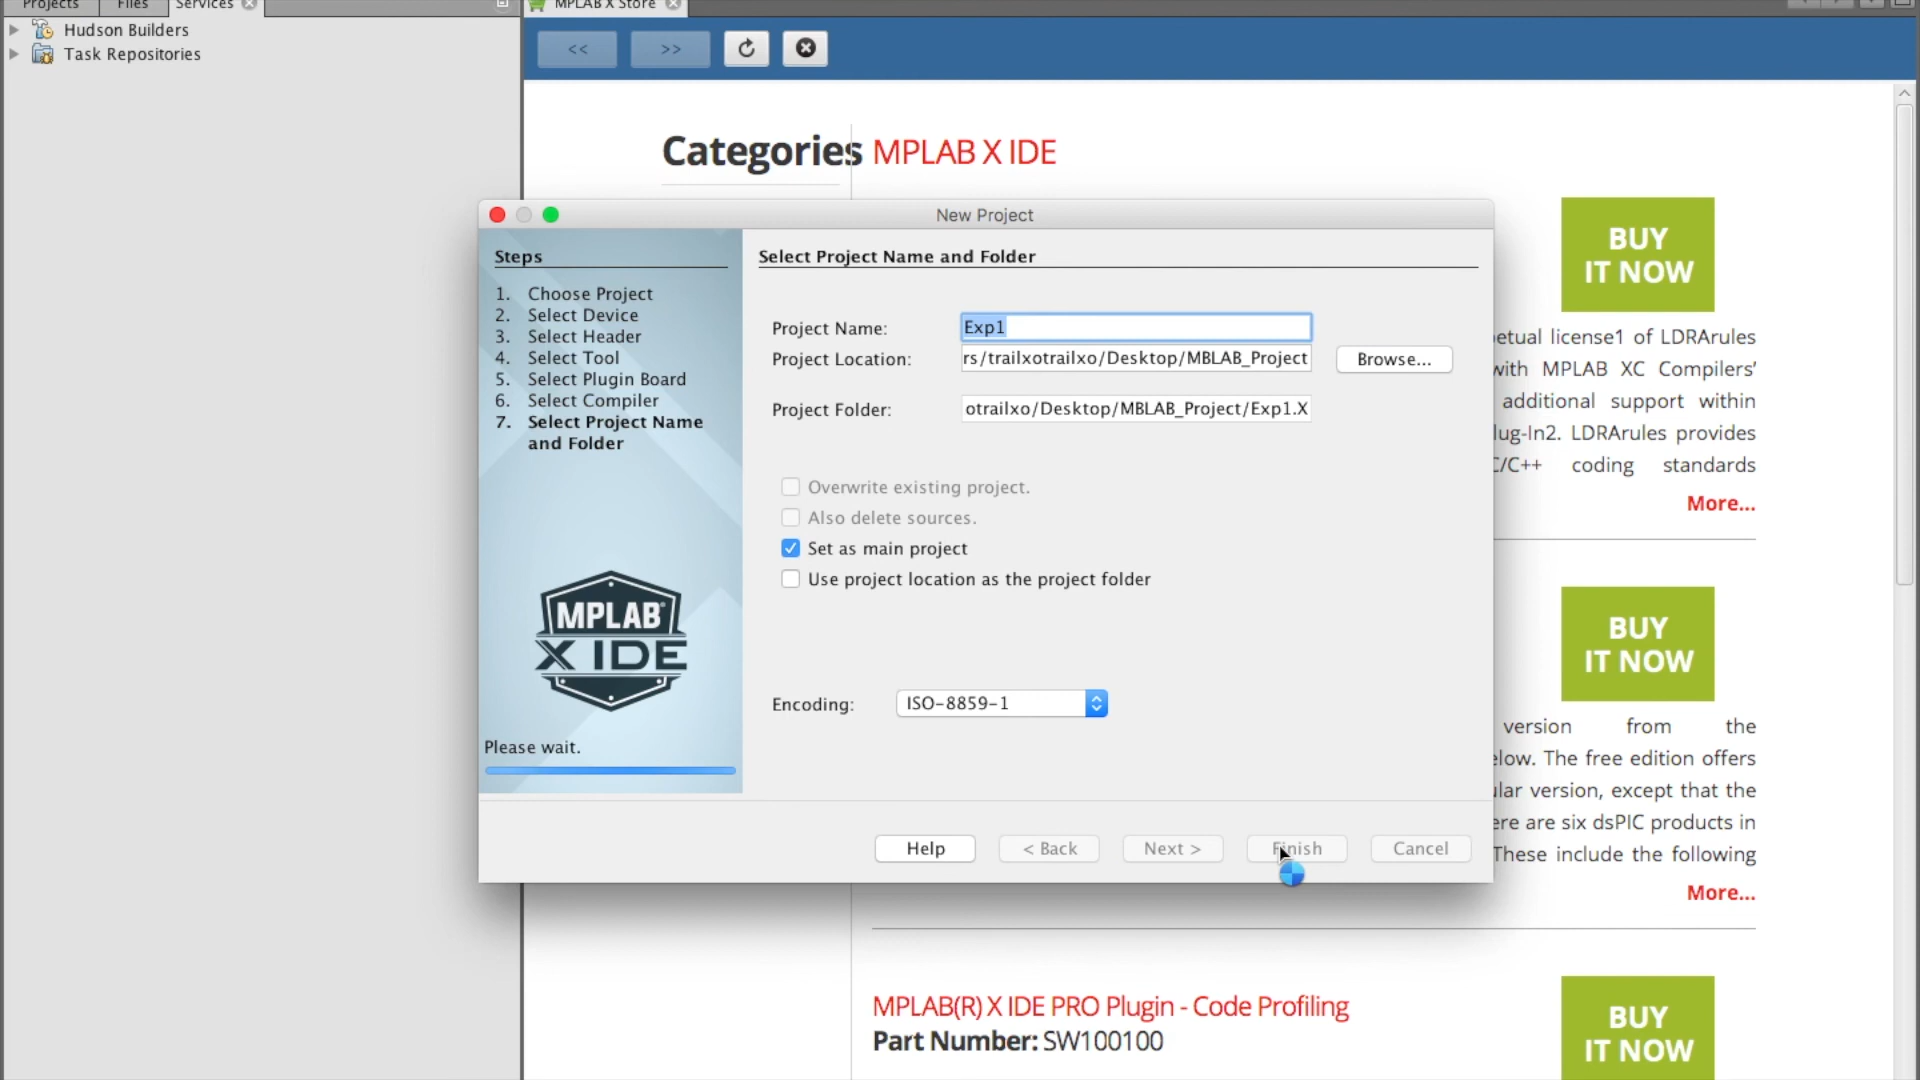 Projects
Files
Services
MPLAB X Store
Hudson Builders
Task Repositories
<<
>>
Categories
MPLAB X IDE
BUY
IT NOW
New Project
Steps
1. Choose Project
2. Select Device
3. Select Header
4. Select Tool
5. Select Plugin Board
6. Select Compiler
7. Select Project Name
and Folder
MPLAB
X IDE
Please wait.
Select Project Name and Folder
Project Name: Exp1
Project Location: rs/trailxotrailxo/Desktop/MBLAB_Project Browse...
Project Folder: otrailxo/Desktop/MBLAB_Project/Exp1.X
Overwrite existing project.
Also delete sources.
Set as main project
Use project location as the project folder
Encoding: ISO-8859-1
Help < Back Next > Finish Cancel
license1 of LDRArules
with MPLAB XC Compilers’
additional support within
LDRArules provides
C/C++ coding standards
More...
BUY
IT NOW
version from the
The free edition offers
version, except that the
are six dsPIC products in
These include the following
More...
MPLAB(R) X IDE PRO Plugin - Code Profiling
Part Number: SW100100
BUY
IT NOW